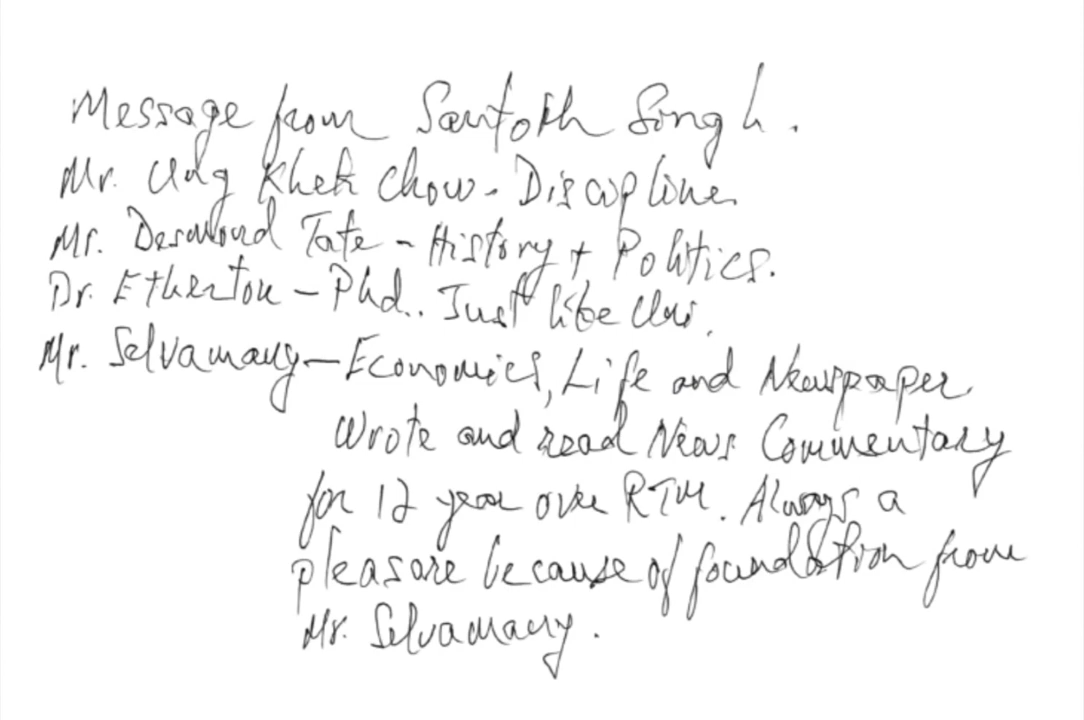 Message from Santokh Singh.
Mr. Ung Khek Chow - Discipline.
Mr. Desmond Tate - History + Politics.
Dr. Etherton - Phd. Just like Uni.
Mr. Selvamany - Economics, Life and Newspaper
Wrote and read News Commentary
for 12 year over RTM. Always a
pleasare because of foundation from
Mr. Selvamany.